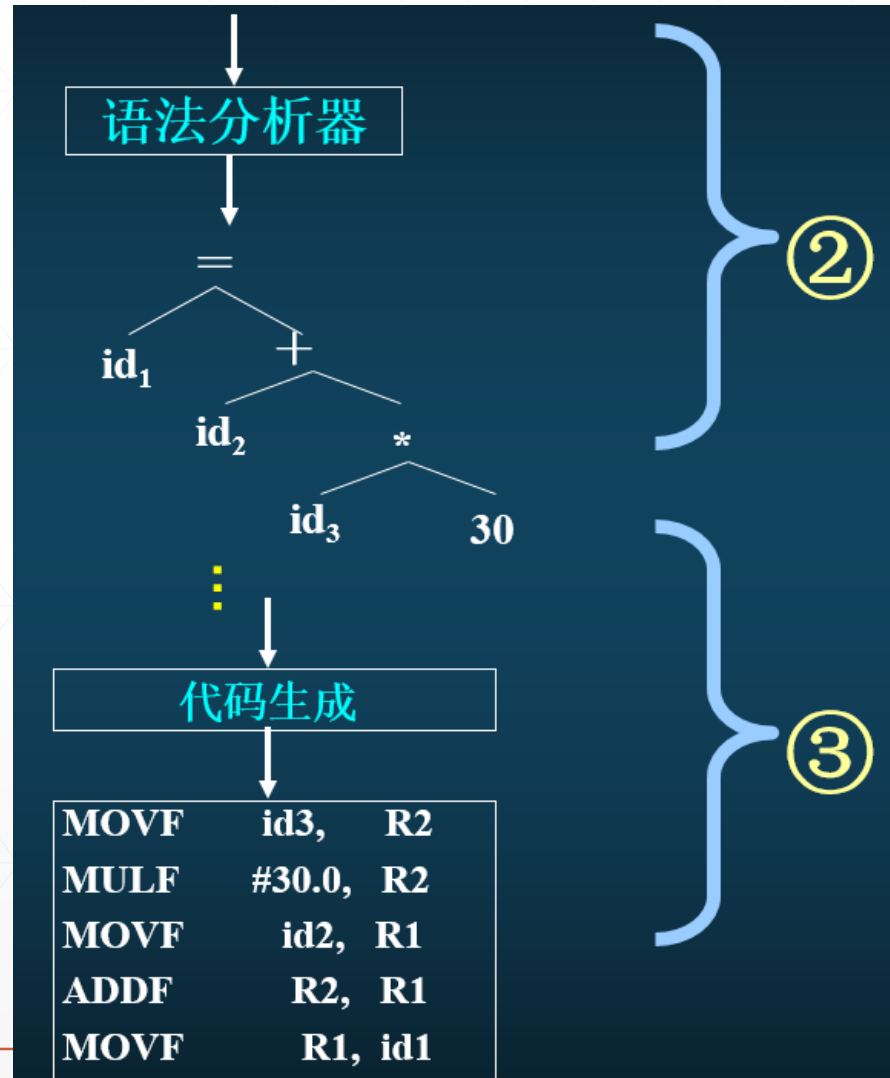 语法分析器
②
=
id₁ +
id₂ *
id₃ 30
⋮
代码生成
③
MOVF id3, R2
MULF #30.0, R2
MOVF id2, R1
ADDF R2, R1
MOVF R1, id1